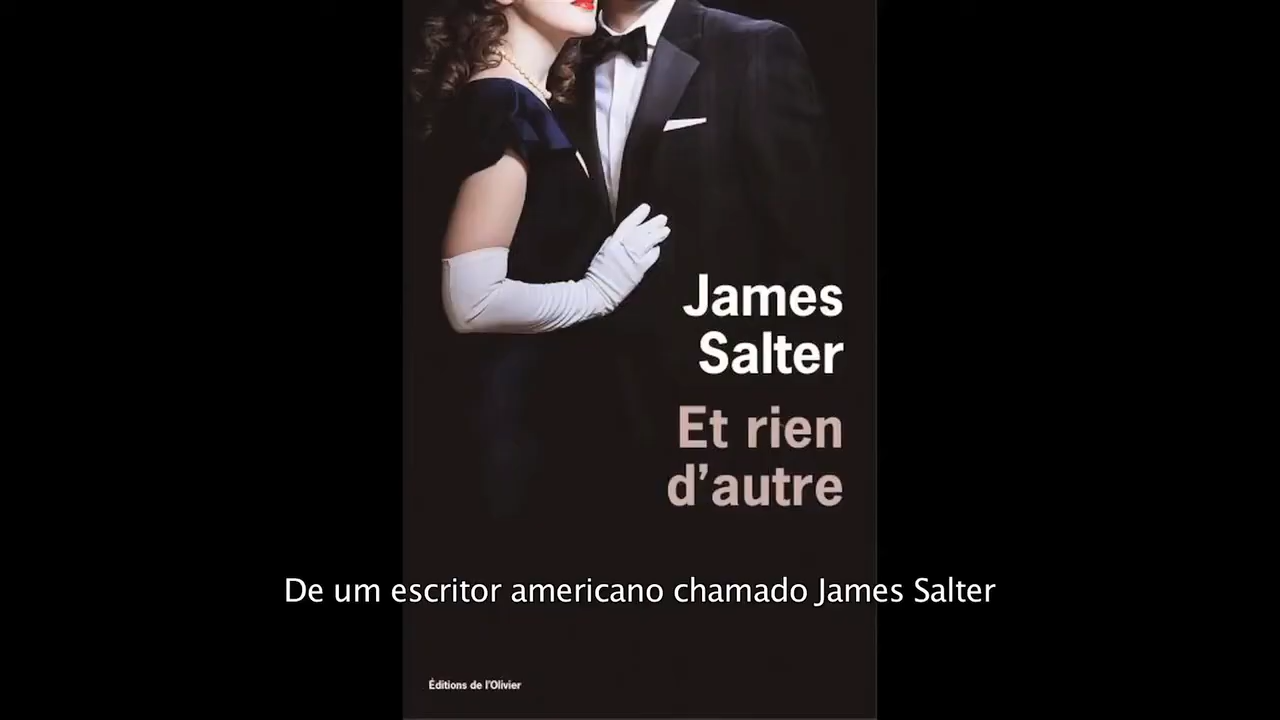 James
Salter
Et rien
d'autre
De um escritor americano chamado James Salter
Éditions de l'Olivier